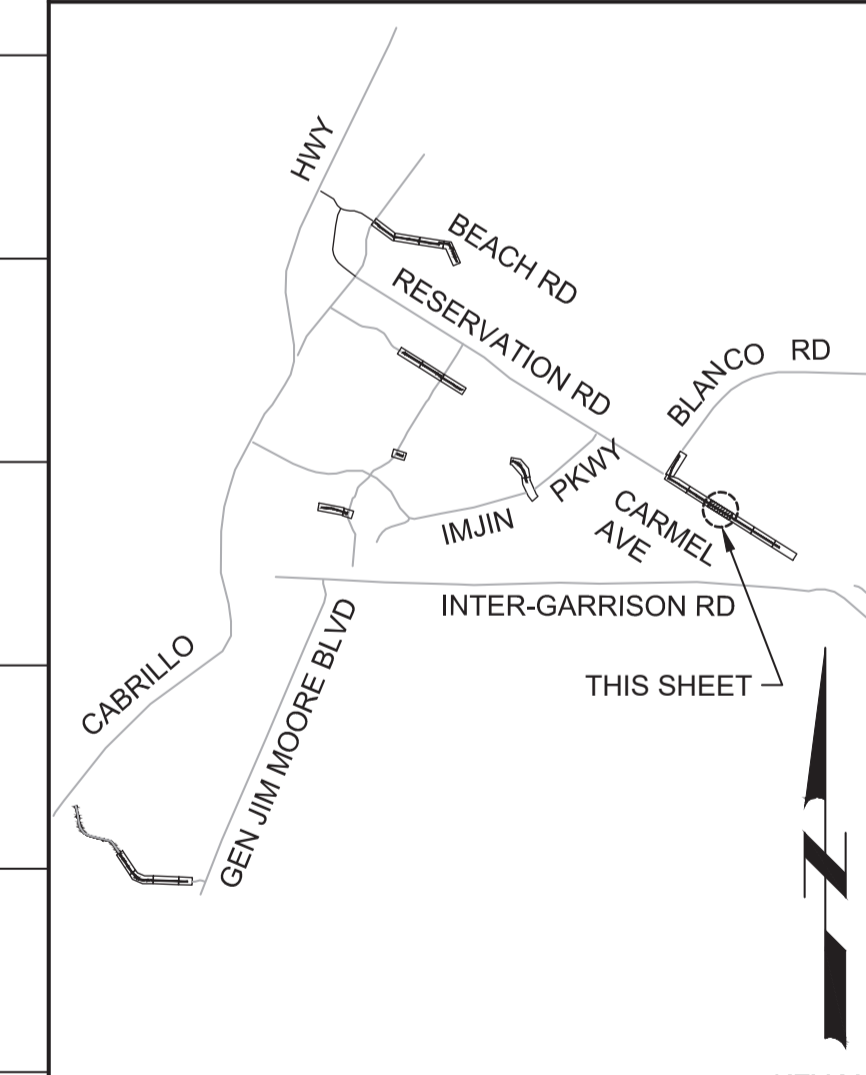 HWY
BEACH RD
RESERVATION RD
BLANCO RD
PKWY
CARMEL
AVE
IMJIN
INTER-GARRISON RD
CABRILLO
GEN JIM MOORE BLVD
THIS SHEET